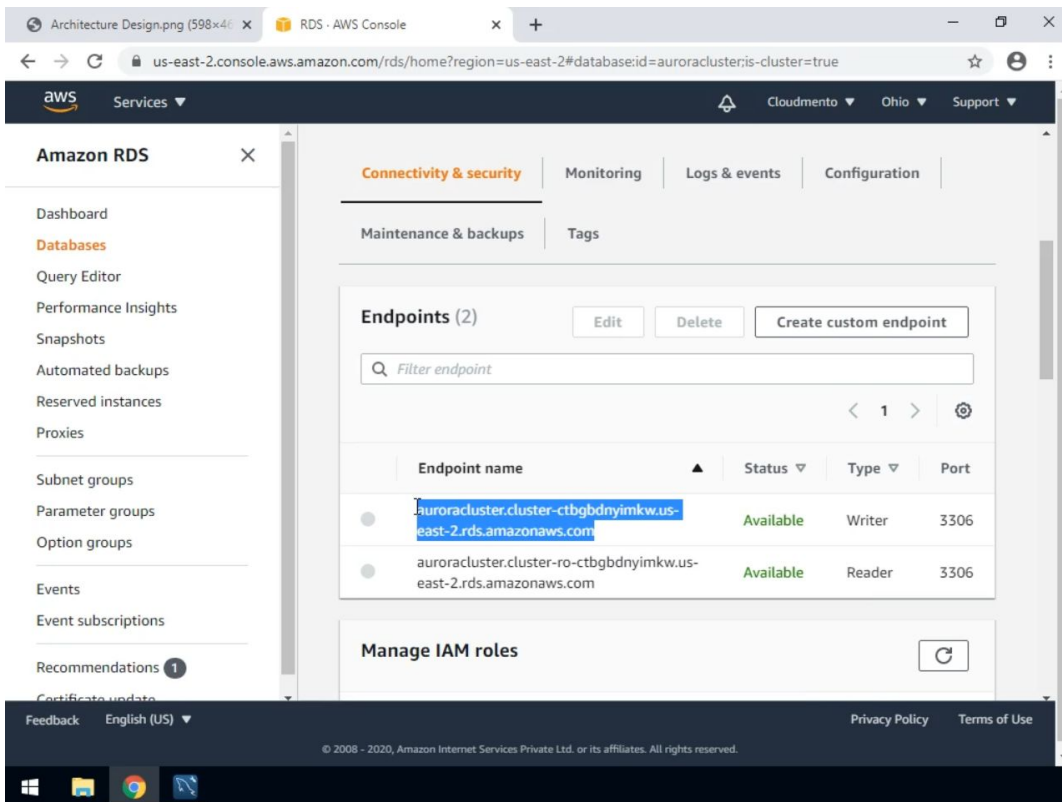 Architecture Design.png (598×46
RDS · AWS Console
us-east-2.console.aws.amazon.com/rds/home?region=us-east-2#database:id=auroracluster;is-cluster=true
aws Services ▼ Cloudmento ▼ Ohio ▼ Support ▼
Amazon RDS
Dashboard
Databases
Query Editor
Performance Insights
Snapshots
Automated backups
Reserved instances
Proxies
Subnet groups
Parameter groups
Option groups
Events
Event subscriptions
Recommendations 1
Certificate update
Connectivity & security Monitoring Logs & events Configuration
Maintenance & backups Tags
Endpoints (2) Edit Delete Create custom endpoint
Filter endpoint
1
Endpoint name Status Type Port
auroracluster.cluster-ctbgbdnyimkw.us-
east-2.rds.amazonaws.com Available Writer 3306
auroracluster.cluster-ro-ctbgbdnyimkw.us-
east-2.rds.amazonaws.com Available Reader 3306
Manage IAM roles
Feedback English (US) ▼ Privacy Policy Terms of Use
© 2008 - 2020, Amazon Internet Services Private Ltd. or its affiliates. All rights reserved.